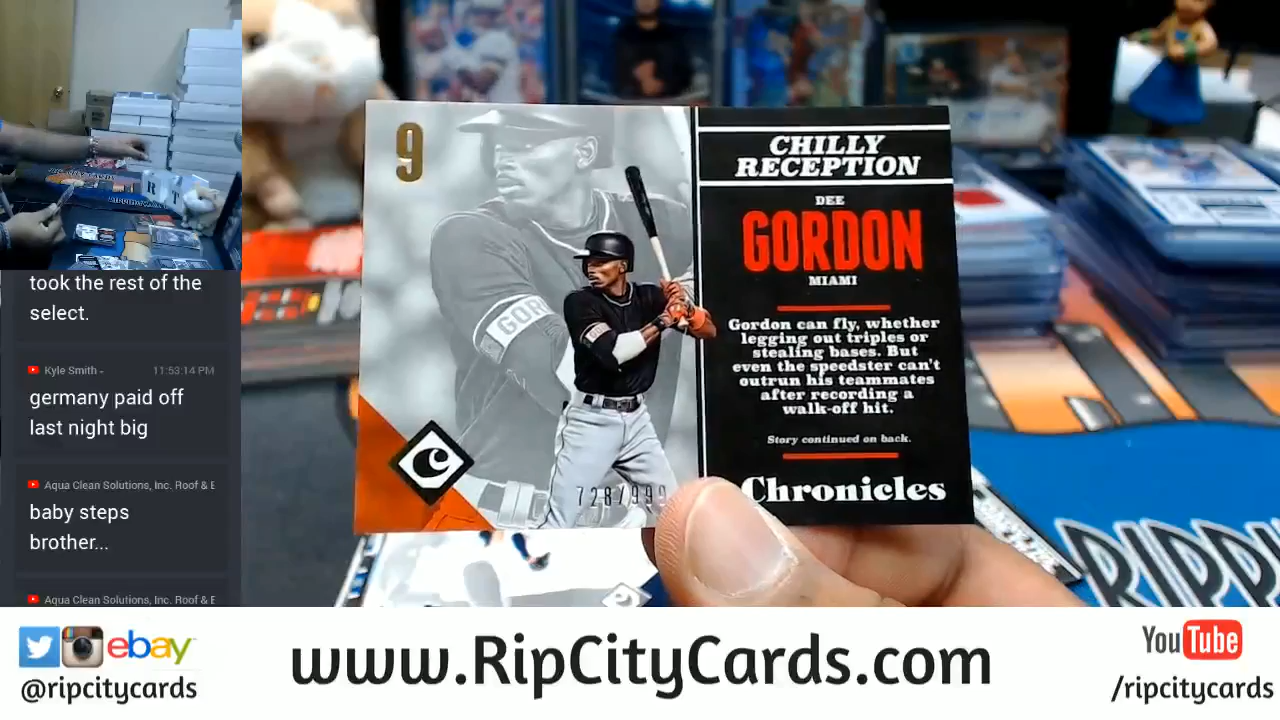 took the rest of the
select.
Kyle Smith -
11:53:14 PM
germany paid off
last night big
Aqua Clean Solutions, Inc. Roof & E
baby steps
brother...
Aqua Clean Solutions, Inc. Roof & E
9
CHILLY
RECEPTION
DEE
GORDON
MIAMI
Gordon can fly, whether
legging out triples or
stealing bases. But
even the speedster can't
outrun his teammates
after recording a
walk-off hit.
Story continued on back.
Chronicles
C
GOR
728/999
RIPPI
ebay
@ripcitycards
www.RipCityCards.com
YouTube
/ripcitycards